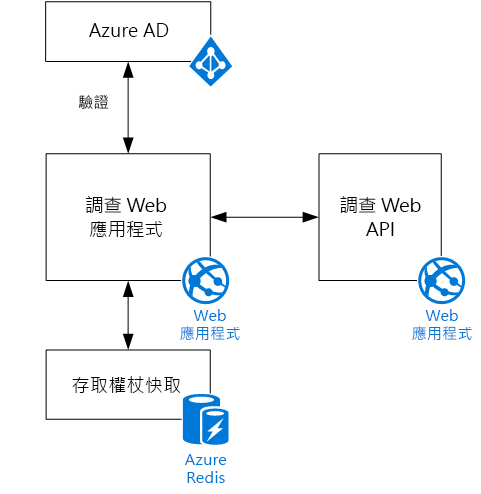 Azure AD
驗證
調查 Web
應用程式
調查 Web
API
Web
應用程式
Web
應用程式
存取權杖快取
Azure
Redis